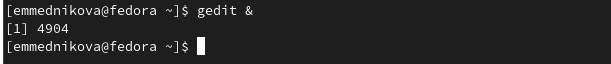 [emmednikova@fedora ~]$ gedit &
[1] 4904
[emmednikova@fedora ~]$